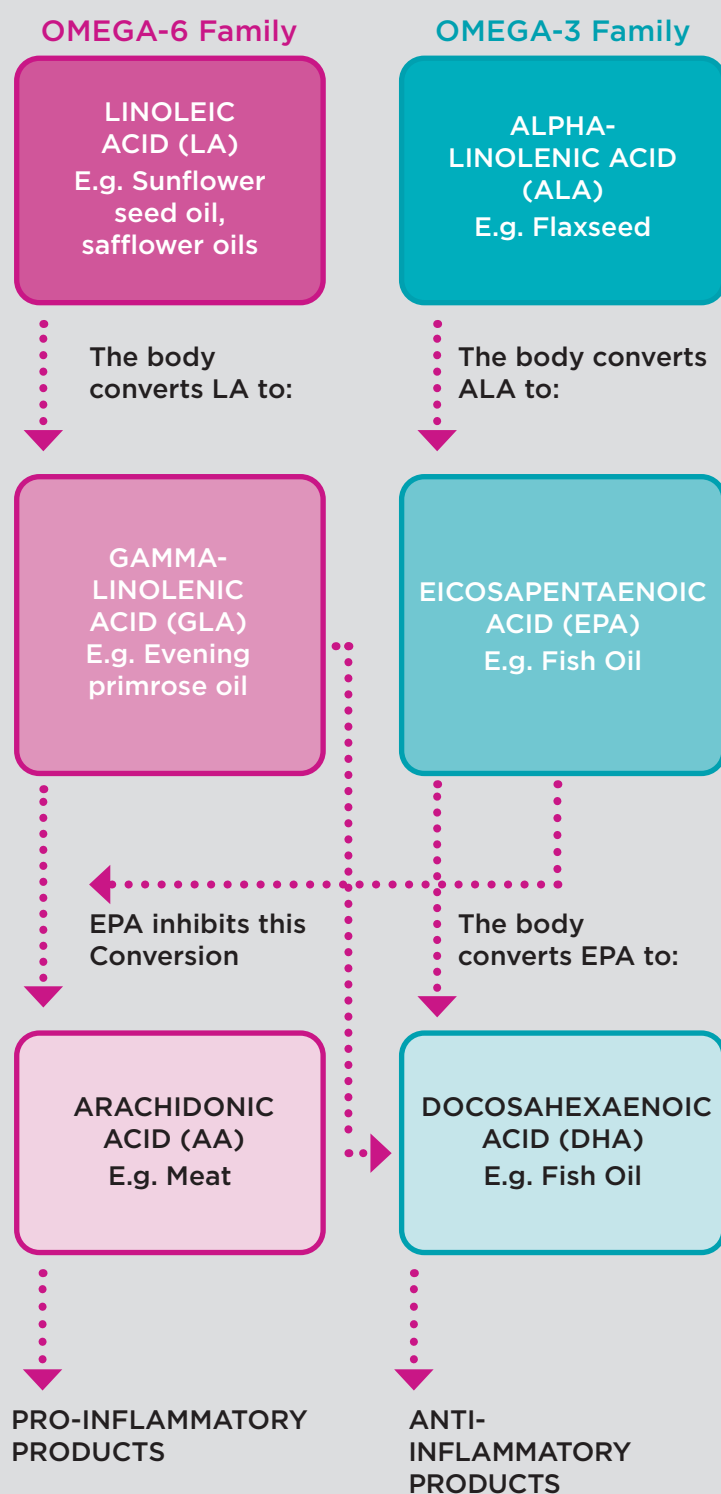 OMEGA-6 Family
OMEGA-3 Family
LINOLEIC
ACID (LA)
E.g. Sunflower
seed oil,
safflower oils
ALPHA-
LINOLENIC ACID
(ALA)
E.g. Flaxseed
The body
converts LA to:
The body converts
ALA to:
GAMMA-
LINOLENIC
ACID (GLA)
E.g. Evening
primrose oil
EICOSAPENTAENOIC
ACID (EPA)
E.g. Fish Oil
EPA inhibits this
Conversion
The body
converts EPA to:
ARACHIDONIC
ACID (AA)
E.g. Meat
DOCOSAHEXAENOIC
ACID (DHA)
E.g. Fish Oil
PRO-INFLAMMATORY
PRODUCTS
ANTI-
INFLAMMATORY
PRODUCTS